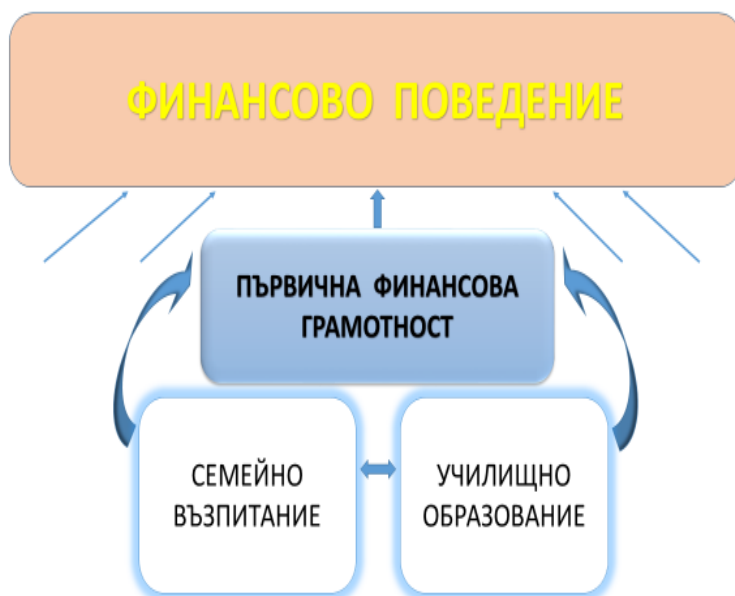 ФИНАНСОВО ПОВЕДЕНИЕ
ПЪРВИЧНА ФИНАНСОВА
ГРАМОТНОСТ
СЕМЕЙНО
ВЪЗПИТАНИЕ
УЧИЛИЩНО
ОБРАЗОВАНИЕ